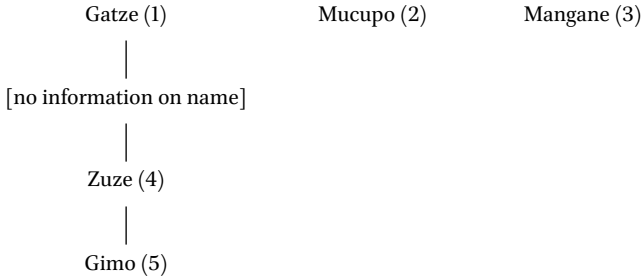 Gatze (1) Mucupo (2) Mangane (3)
[no information on name]
Zuze (4)
Gimo (5)